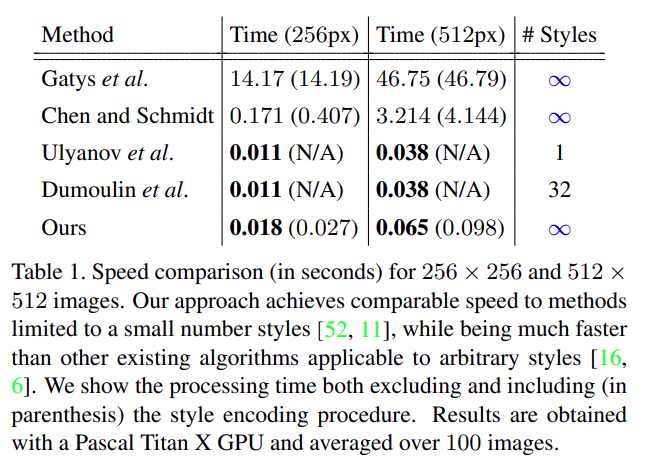 Method Time (256px) Time (512px) # Styles
Gatys et al. 14.17 (14.19) 46.75 (46.79) ∞
Chen and Schmidt 0.171 (0.407) 3.214 (4.144) ∞
Ulyanov et al. 0.011 (N/A) 0.038 (N/A) 1
Dumoulin et al. 0.011 (N/A) 0.038 (N/A) 32
Ours 0.018 (0.027) 0.065 (0.098) ∞
Table 1. Speed comparison (in seconds) for 256 × 256 and 512 ×
512 images. Our approach achieves comparable speed to methods
limited to a small number styles [52, 11], while being much faster
than other existing algorithms applicable to arbitrary styles [16,
6]. We show the processing time both excluding and including (in
parenthesis) the style encoding procedure. Results are obtained
with a Pascal Titan X GPU and averaged over 100 images.